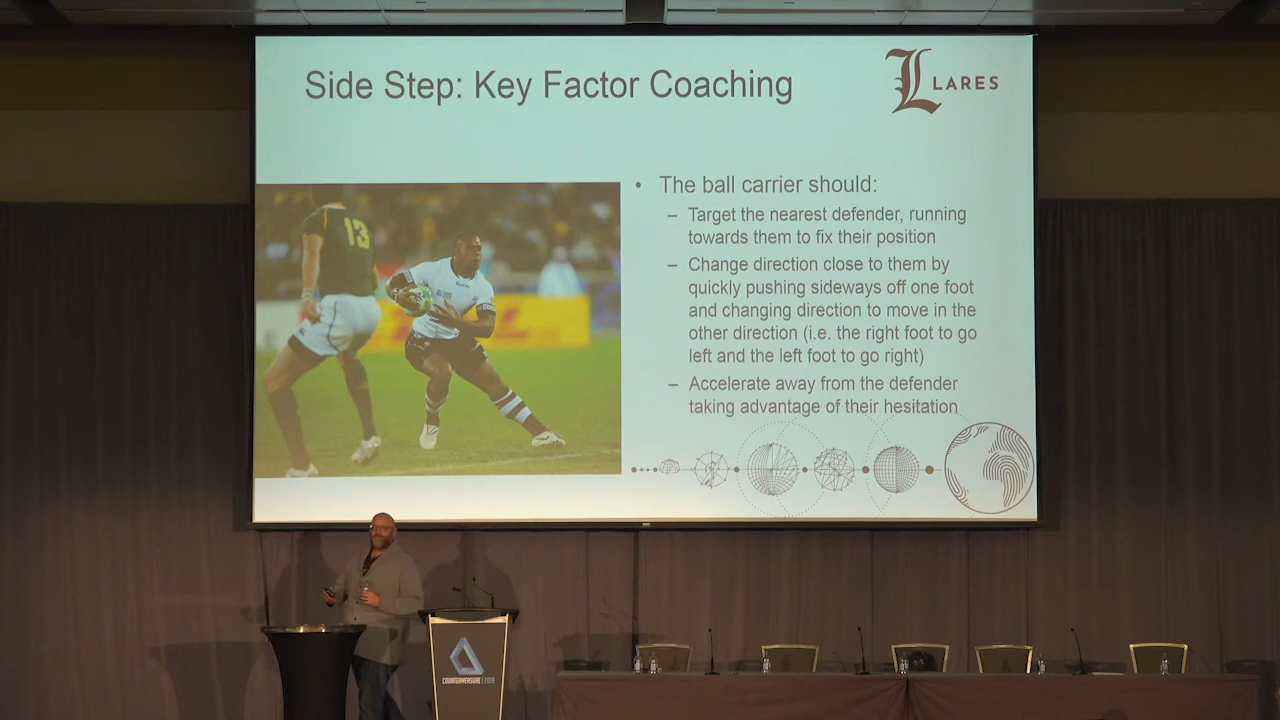 Side Step: Key Factor Coaching
L LARES
13
• The ball carrier should:
– Target the nearest defender, running
towards them to fix their position
– Change direction close to them by
quickly pushing sideways off one foot
and changing direction to move in the
other direction (i.e. the right foot to go
left and the left foot to go right)
– Accelerate away from the defender
taking advantage of their hesitation
COUNTERMEASURE | 2019